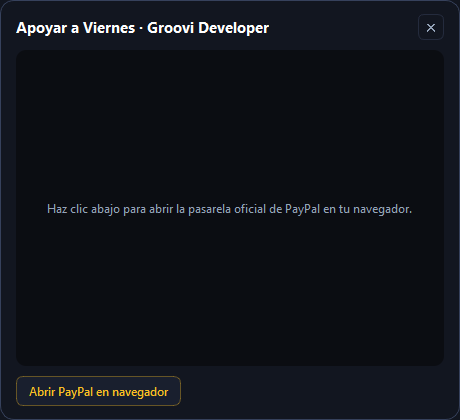 Apoyar a Viernes · Groovi Developer
Haz clic abajo para abrir la pasarela oficial de PayPal en tu navegador.
Abrir PayPal en navegador